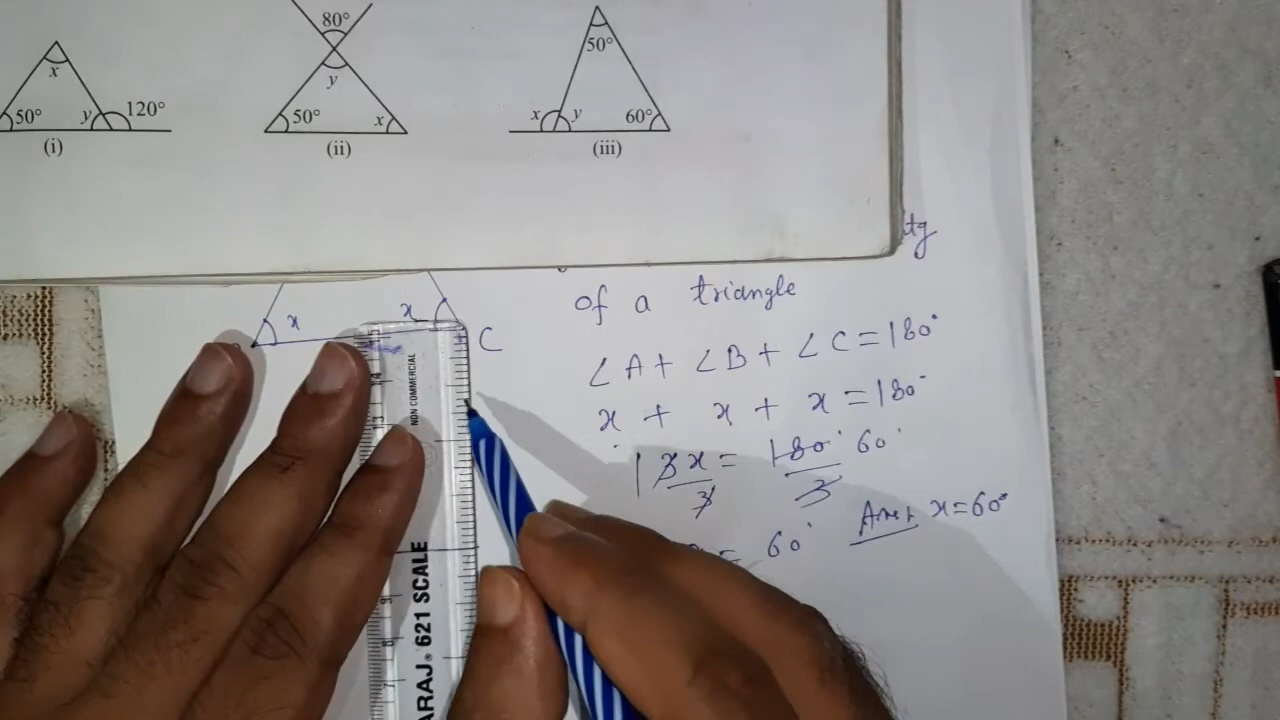 80°
50°
x
y
50°
120°
y
x
50°
x
y
60°
(i)
(ii)
(iii)
of a triangle
x
x
C
∠A + ∠B + ∠C = 180°
x + x + x = 180°
3x/3 = 180°/3 60°
= 60° Ans x=60°
NON COMMERCIAL
621 SCALE